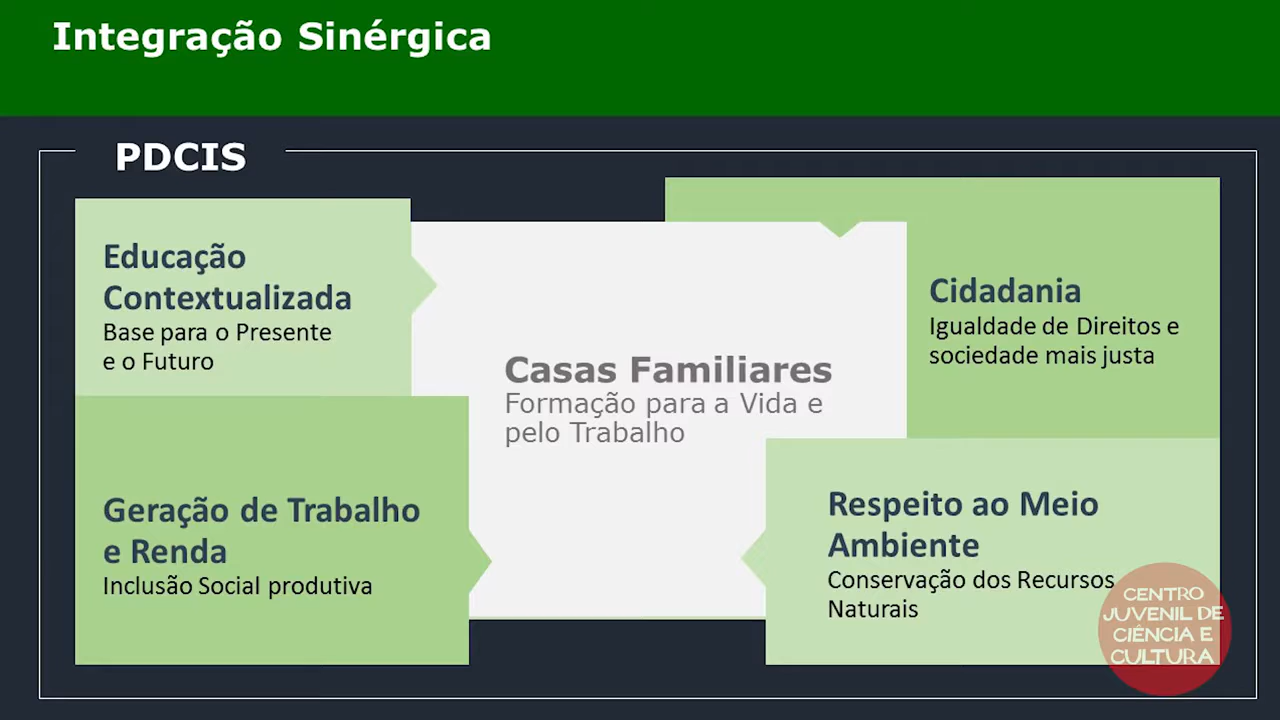 Integração Sinérgica
PDCIS
Educação
Contextualizada
Base para o Presente
e o Futuro
Cidadania
Igualdade de Direitos e
sociedade mais justa
Casas Familiares
Formação para a Vida e
pelo Trabalho
Geração de Trabalho
e Renda
Inclusão Social produtiva
Respeito ao Meio
Ambiente
Conservação dos Recursos
Naturais
CENTRO
JUVENIL DE
CIÊNCIA E
CULTURA